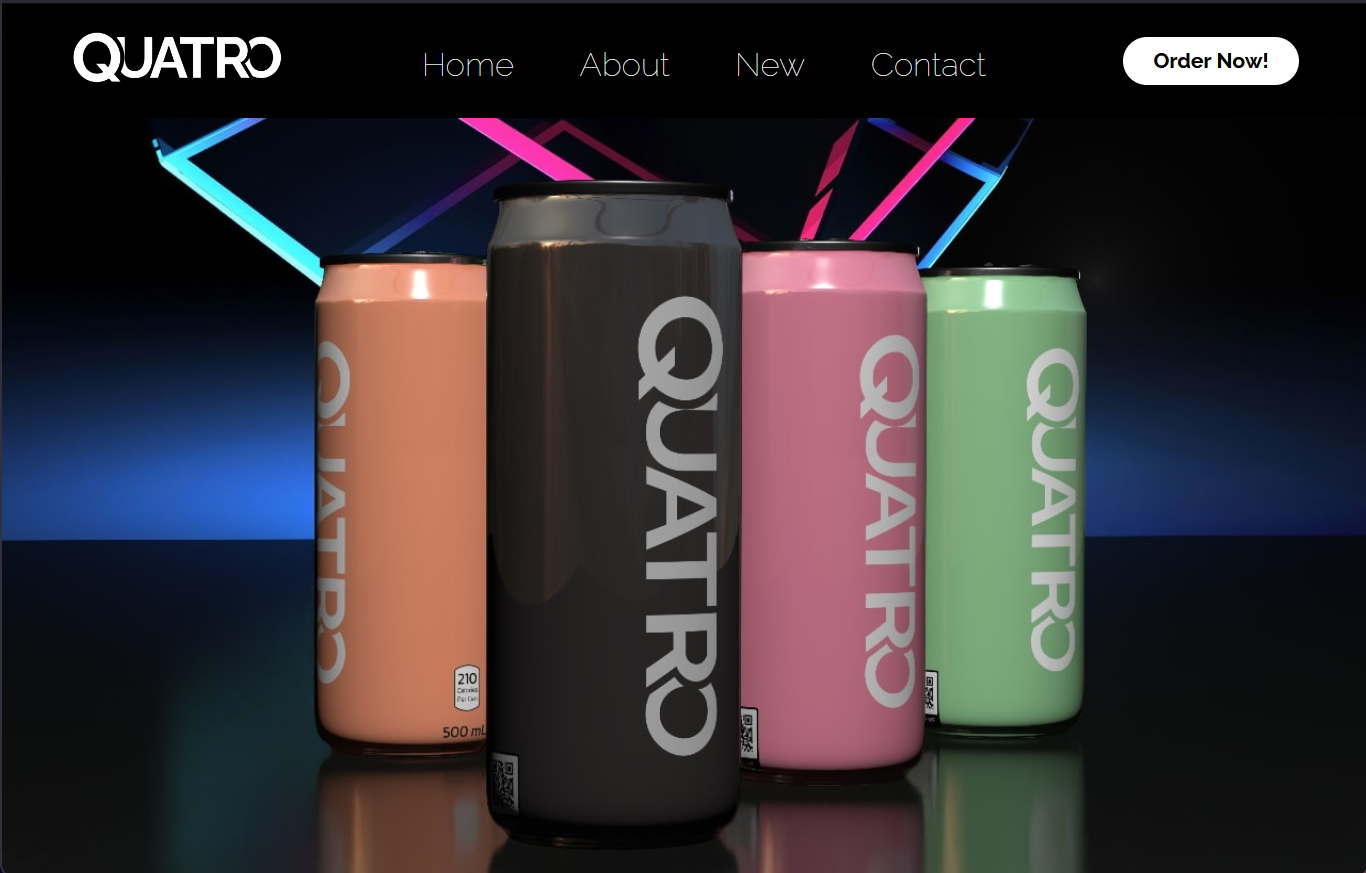 QUATRO
Home
About
New
Contact
Order Now!
QUATRO
QUATRO
QUATRO
QUATRO
210
Calories
Per Can
500 mL